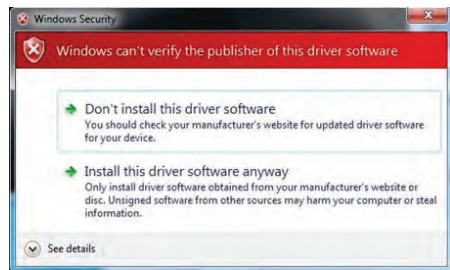 Windows Security
Windows can't verify the publisher of this driver software
Don't install this driver software
You should check your manufacturer's website for updated driver software
for your device.
Install this driver software anyway
Only install driver software obtained from your manufacturer's website or
disc. Unsigned software from other sources may harm your computer or steal
information.
See details